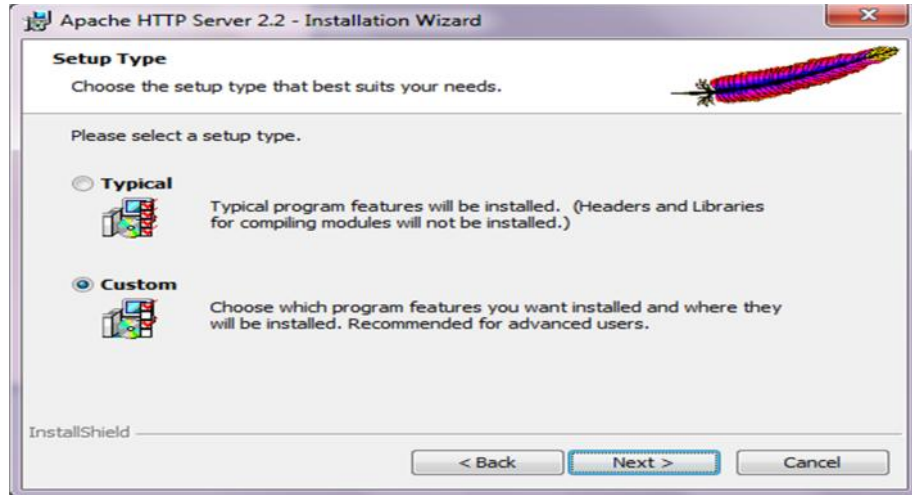 Apache HTTP Server 2.2 - Installation Wizard
Setup Type
Choose the setup type that best suits your needs.
Please select a setup type.
Typical
Typical program features will be installed. (Headers and Libraries
for compiling modules will not be installed.)
Custom
Choose which program features you want installed and where they
will be installed. Recommended for advanced users.
InstallShield
< Back Next > Cancel